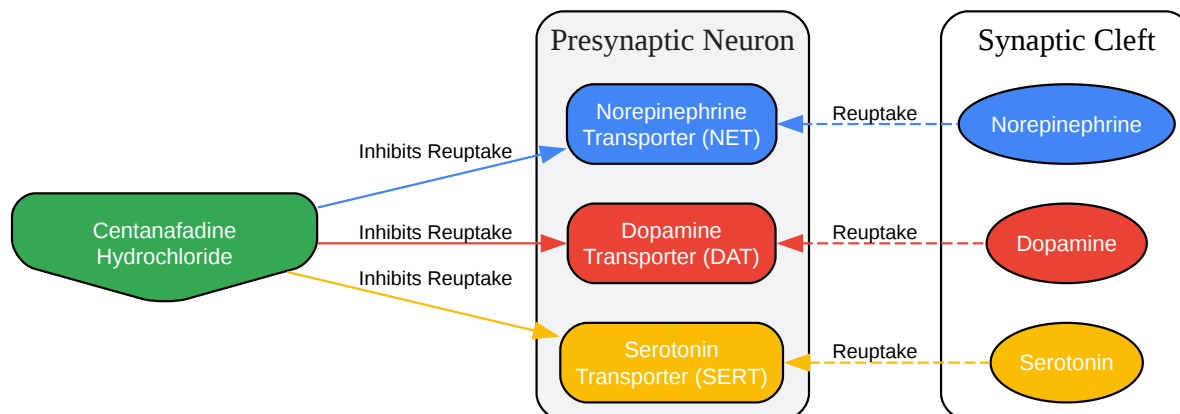 Presynaptic Neuron
Synaptic Cleft
Norepinephrine
Transporter (NET)
Reuptake
Norepinephrine
Inhibits Reuptake
Centanafadine
Hydrochloride
Inhibits Reuptake
Dopamine
Transporter (DAT)
Reuptake
Dopamine
Inhibits Reuptake
Serotonin
Transporter (SERT)
Reuptake
Serotonin